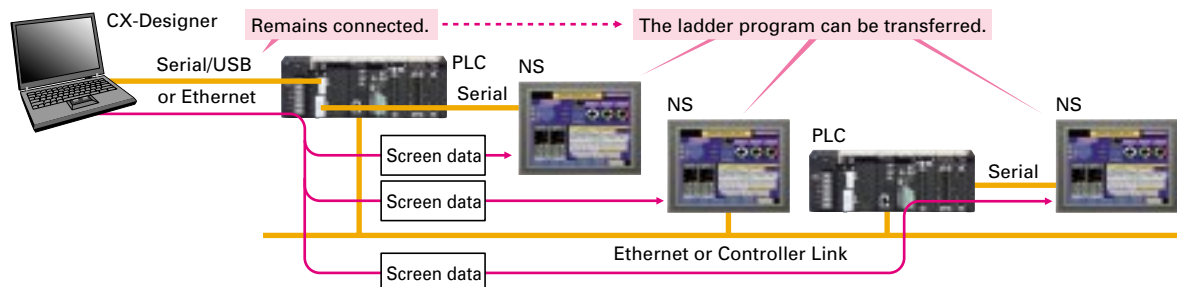 CX-Designer
Remains connected.
The ladder program can be transferred.
Serial/USB
or Ethernet
PLC
Serial
NS
NS
PLC
Serial
NS
Screen data
Screen data
Ethernet or Controller Link
Screen data